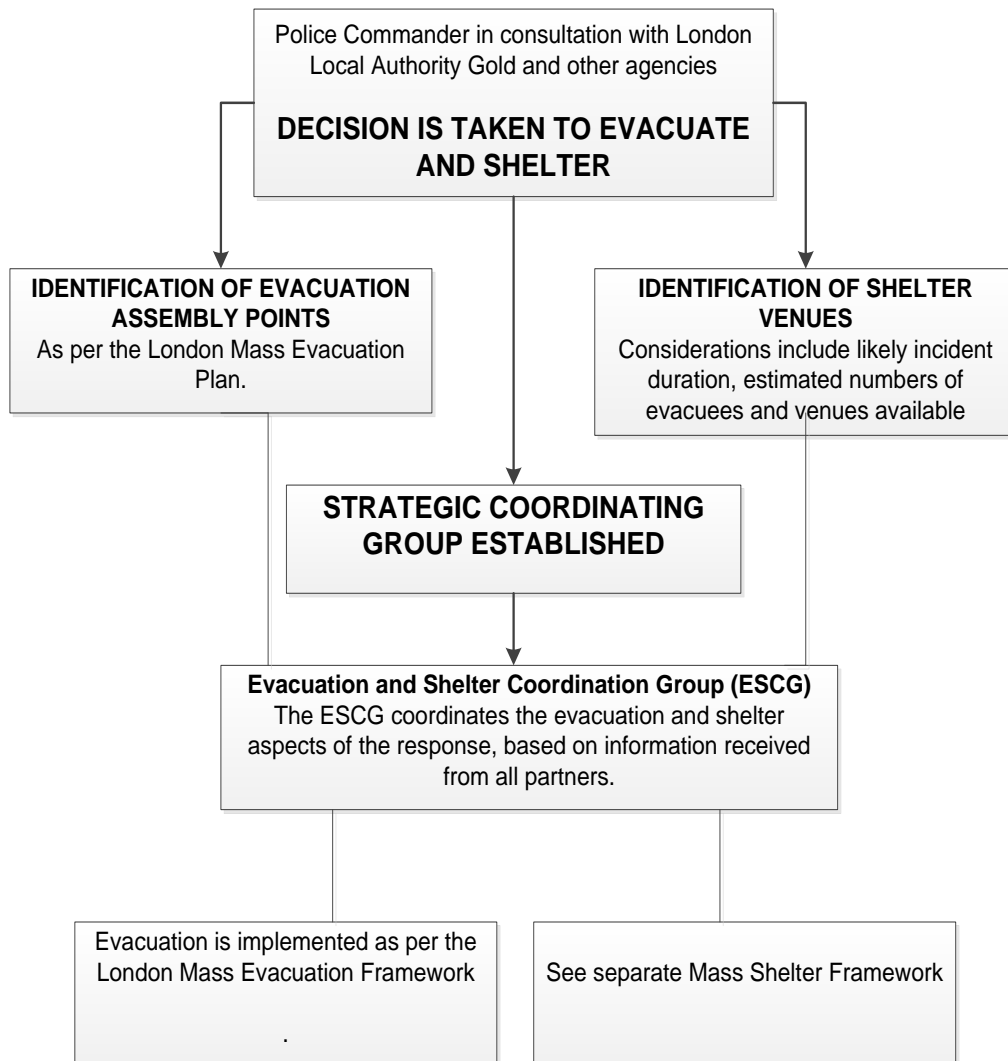 Police Commander in consultation with London
Local Authority Gold and other agencies
DECISION IS TAKEN TO EVACUATE
AND SHELTER
IDENTIFICATION OF EVACUATION
ASSEMBLY POINTS
As per the London Mass Evacuation
Plan.
IDENTIFICATION OF SHELTER
VENUES
Considerations include likely incident
duration, estimated numbers of
evacuees and venues available
STRATEGIC COORDINATING
GROUP ESTABLISHED
Evacuation and Shelter Coordination Group (ESCG)
The ESCG coordinates the evacuation and shelter
aspects of the response, based on information received
from all partners.
Evacuation is implemented as per the
London Mass Evacuation Framework
.
See separate Mass Shelter Framework